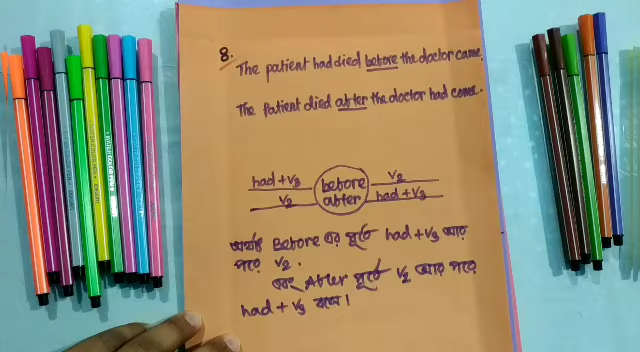 8.
The patient had died before the doctor came.
The Patient died after the doctor had come.
had + v3 before v2
v2 after had + v3
অর্থাৎ Before এর পূর্বে had + v3 আর
পরে v2.
এবং After পূর্বে v2 আর পরে
had + v3 বসে।